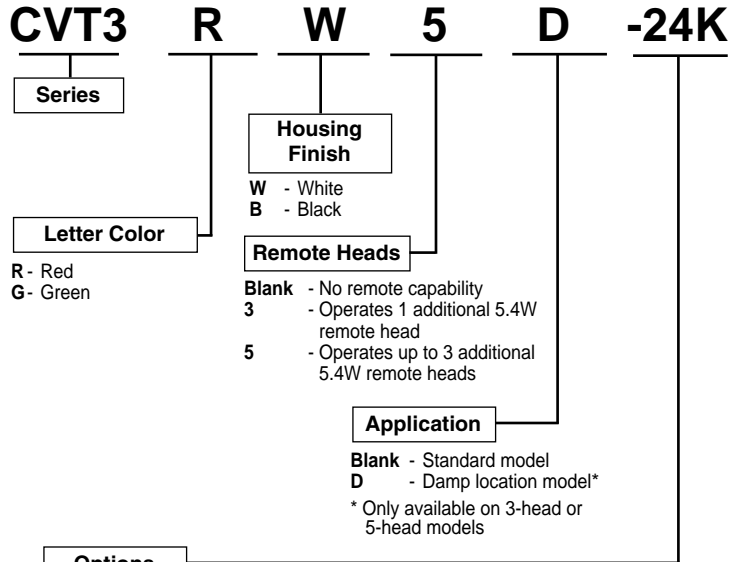 CVT3 R W 5 D -24K
Series
Housing
Finish
W - White
B - Black
Letter Color
R - Red
G - Green
Remote Heads
Blank - No remote capability
3 - Operates 1 additional 5.4W
remote head
5 - Operates up to 3 additional
5.4W remote heads
Application
Blank - Standard model
D - Damp location model*
* Only available on 3-head or
5-head models
Options